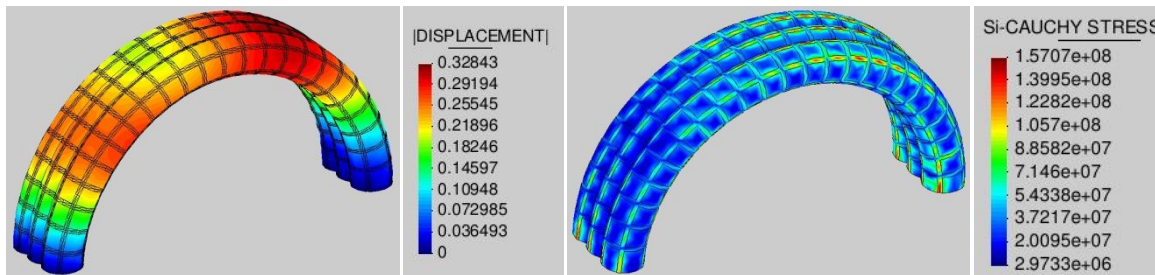 |DISPLACEMENT|
0.32843
0.29194
0.25545
0.21896
0.18246
0.14597
0.10948
0.072985
0.036493
0
Si-CAUCHY STRESS
1.5707e+08
1.3995e+08
1.2282e+08
1.057e+08
8.8582e+07
7.146e+07
5.4338e+07
3.7217e+07
2.0095e+07
2.9733e+06